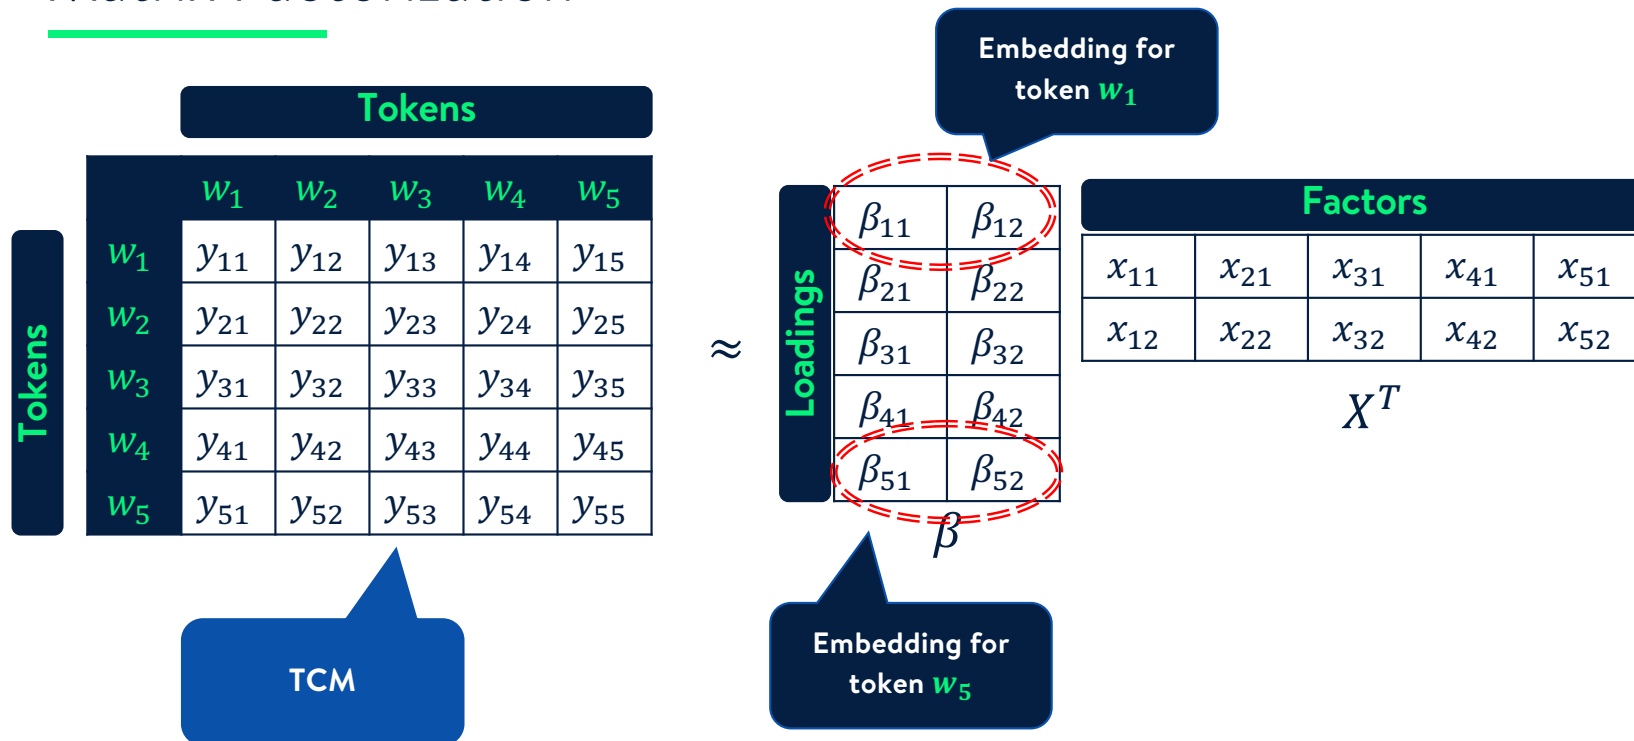 Matrix Factorization
Embedding for
token w₁
Tokens
w₁ w₂ w₃ w₄ w₅
Tokens
w₁ y₁₁ y₁₂ y₁₃ y₁₄ y₁₅
w₂ y₂₁ y₂₂ y₂₃ y₂₄ y₂₅
w₃ y₃₁ y₃₂ y₃₃ y₃₄ y₃₅
w₄ y₄₁ y₄₂ y₄₃ y₄₄ y₄₅
w₅ y₅₁ y₅₂ y₅₃ y₅₄ y₅₅
TCM
≈
Loadings
β₁₁ β₁₂
β₂₁ β₂₂
β₃₁ β₃₂
β₄₁ β₄₂
β₅₁ β₅₂
β
Embedding for
token w₅
Factors
x₁₁ x₂₁ x₃₁ x₄₁ x₅₁
x₁₂ x₂₂ x₃₂ x₄₂ x₅₂
Xᵀ